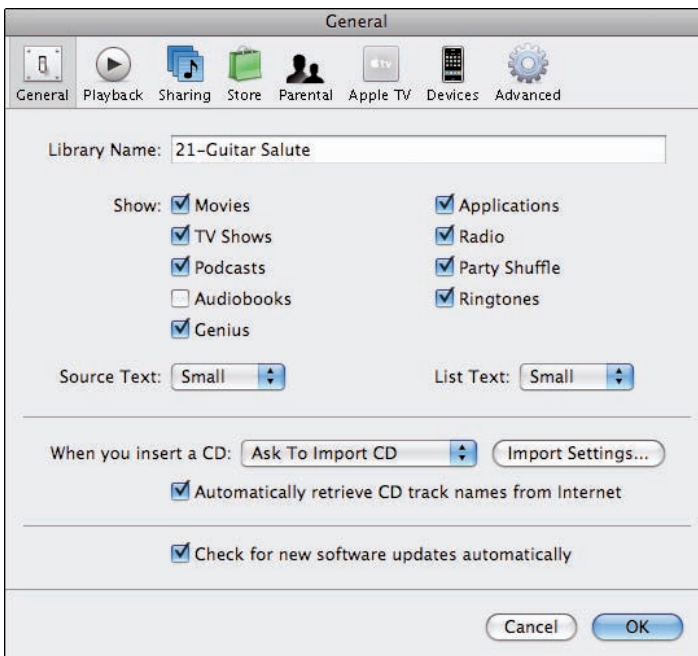 General
General Playback Sharing Store Parental Apple TV Devices Advanced
Library Name: 21-Guitar Salute
Show: Movies Applications
TV Shows Radio
Podcasts Party Shuffle
Audiobooks Ringtones
Genius
Source Text: Small List Text: Small
When you insert a CD: Ask To Import CD Import Settings...
Automatically retrieve CD track names from Internet
Check for new software updates automatically
Cancel OK